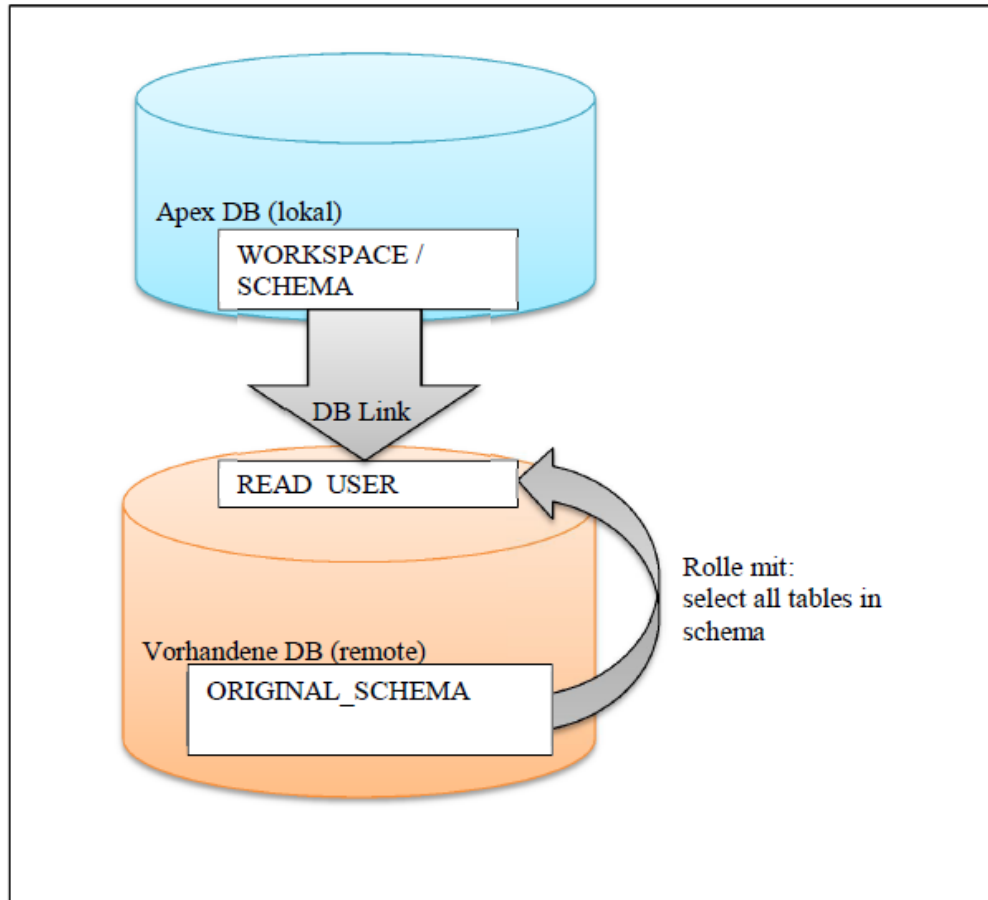 Apex DB (lokal)
WORKSPACE /
SCHEMA
DB Link
READ_USER
Rolle mit:
select all tables in
schema
Vorhandene DB (remote)
ORIGINAL_SCHEMA